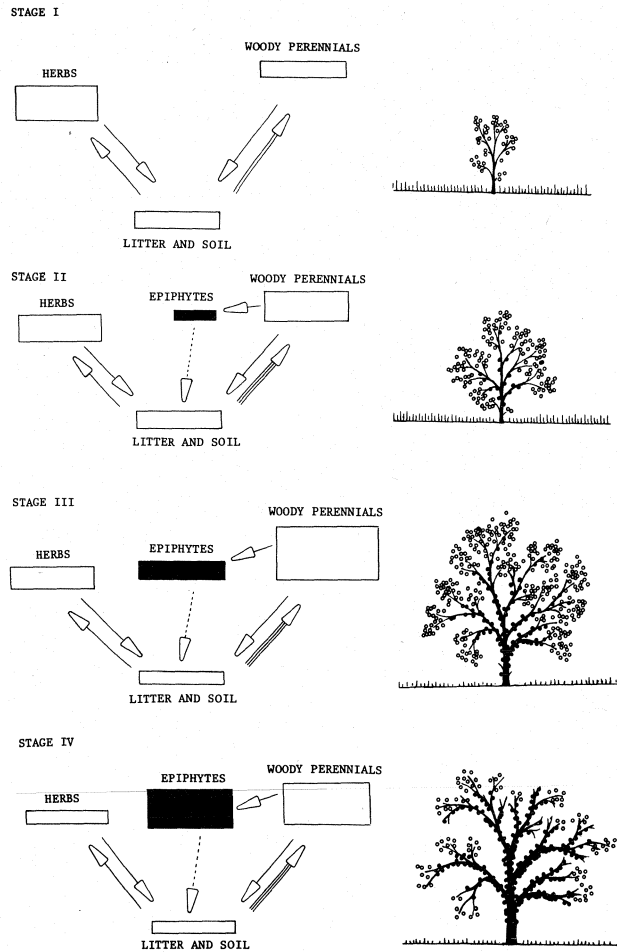 STAGE I
WOODY PERENNIALS
HERBS
LITTER AND SOIL
STAGE II
WOODY PERENNIALS
EPIPHYTES
HERBS
LITTER AND SOIL
STAGE III
WOODY PERENNIALS
EPIPHYTES
HERBS
LITTER AND SOIL
STAGE IV
WOODY PERENNIALS
EPIPHYTES
HERBS
LITTER AND SOIL